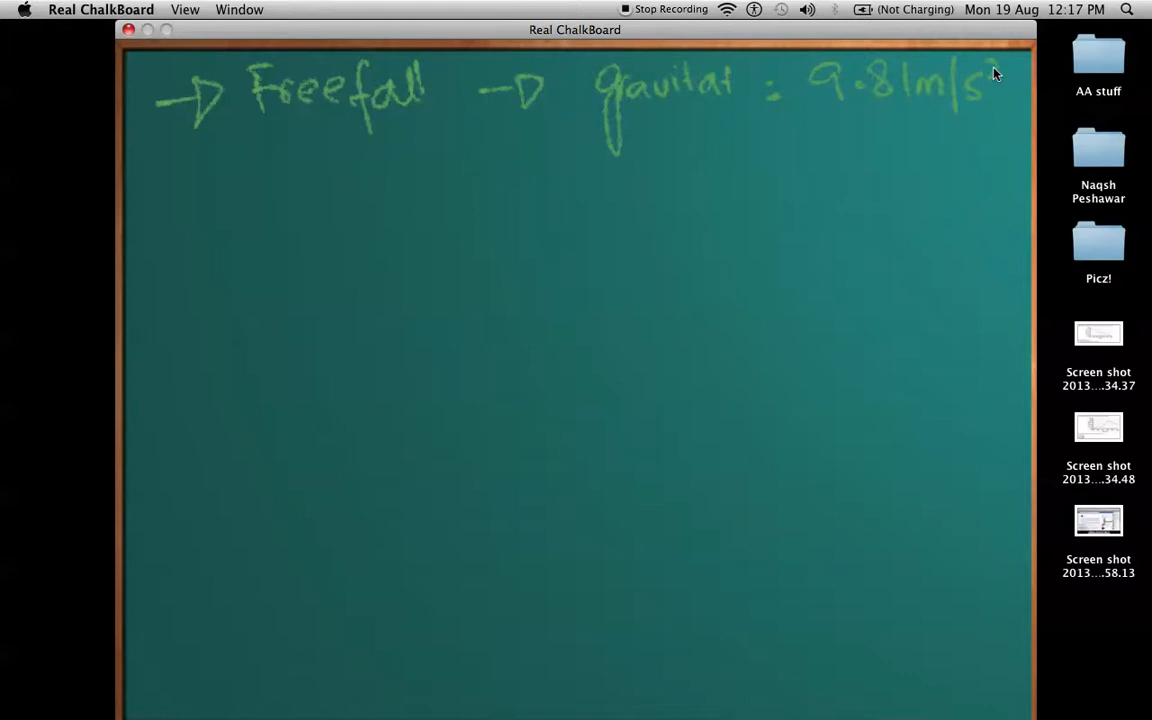 Real ChalkBoard View Window Stop Recording (Not Charging) Mon 19 Aug 12:17 PM
Real ChalkBoard
→ Freefall → gravitat : 9.81m/s²
AA stuff
Naqsh
Peshawar
Picz!
Screen shot
2013....34.37
Screen shot
2013....34.48
Screen shot
2013....58.13